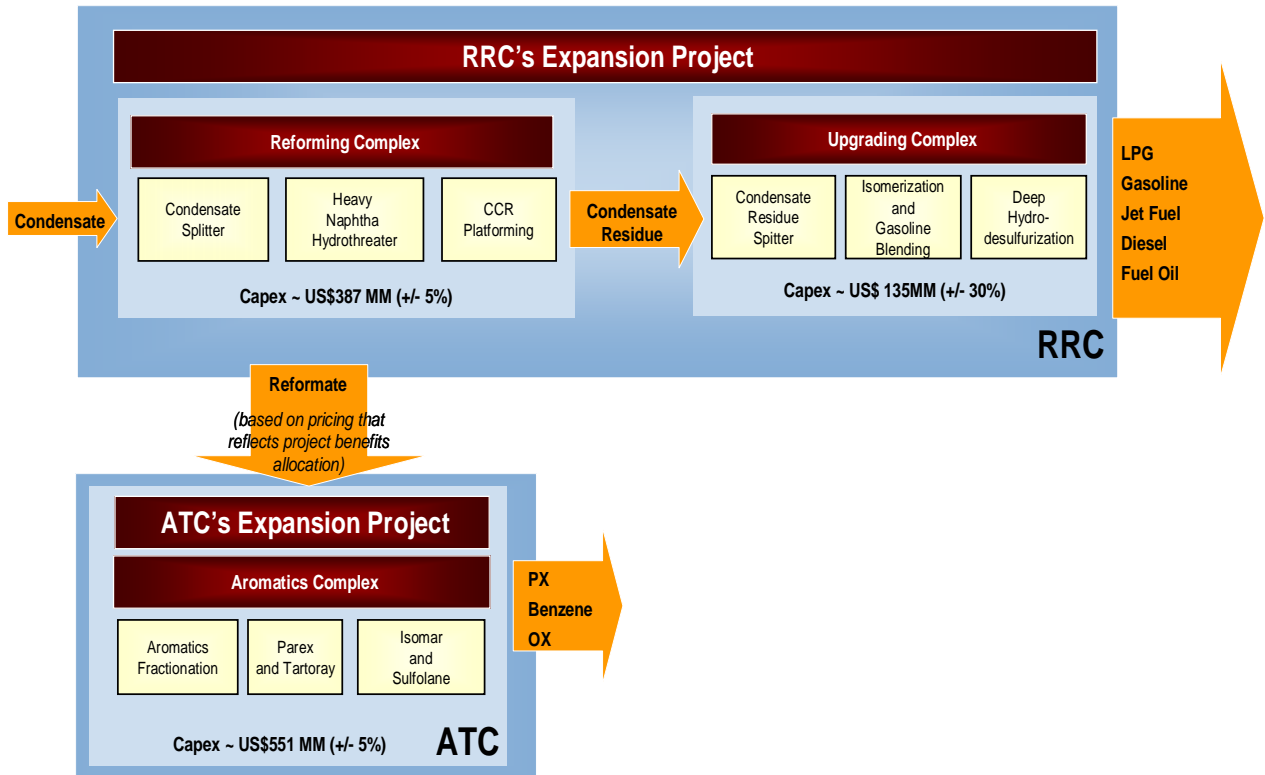 RRC's Expansion Project
Reforming Complex
Condensate
Splitter
Heavy
Naphtha
Hydrothreater
CCR
Platforming
Capex ~ US$387 MM (+/- 5%)
Condensate
Condensate
Residue
Upgrading Complex
Condensate
Residue
Spitter
Isomerization
and
Gasoline
Blending
Deep
Hydro-
desulfurization
Capex ~ US$ 135MM (+/- 30%)
RRC
LPG
Gasoline
Jet Fuel
Diesel
Fuel Oil
Reformate
(based on pricing that
reflects project benefits
allocation)
ATC's Expansion Project
Aromatics Complex
Aromatics
Fractionation
Parex
and Tartoray
Isomar
and
Sulfolane
Capex ~ US$551 MM (+/- 5%)
ATC
PX
Benzene
OX